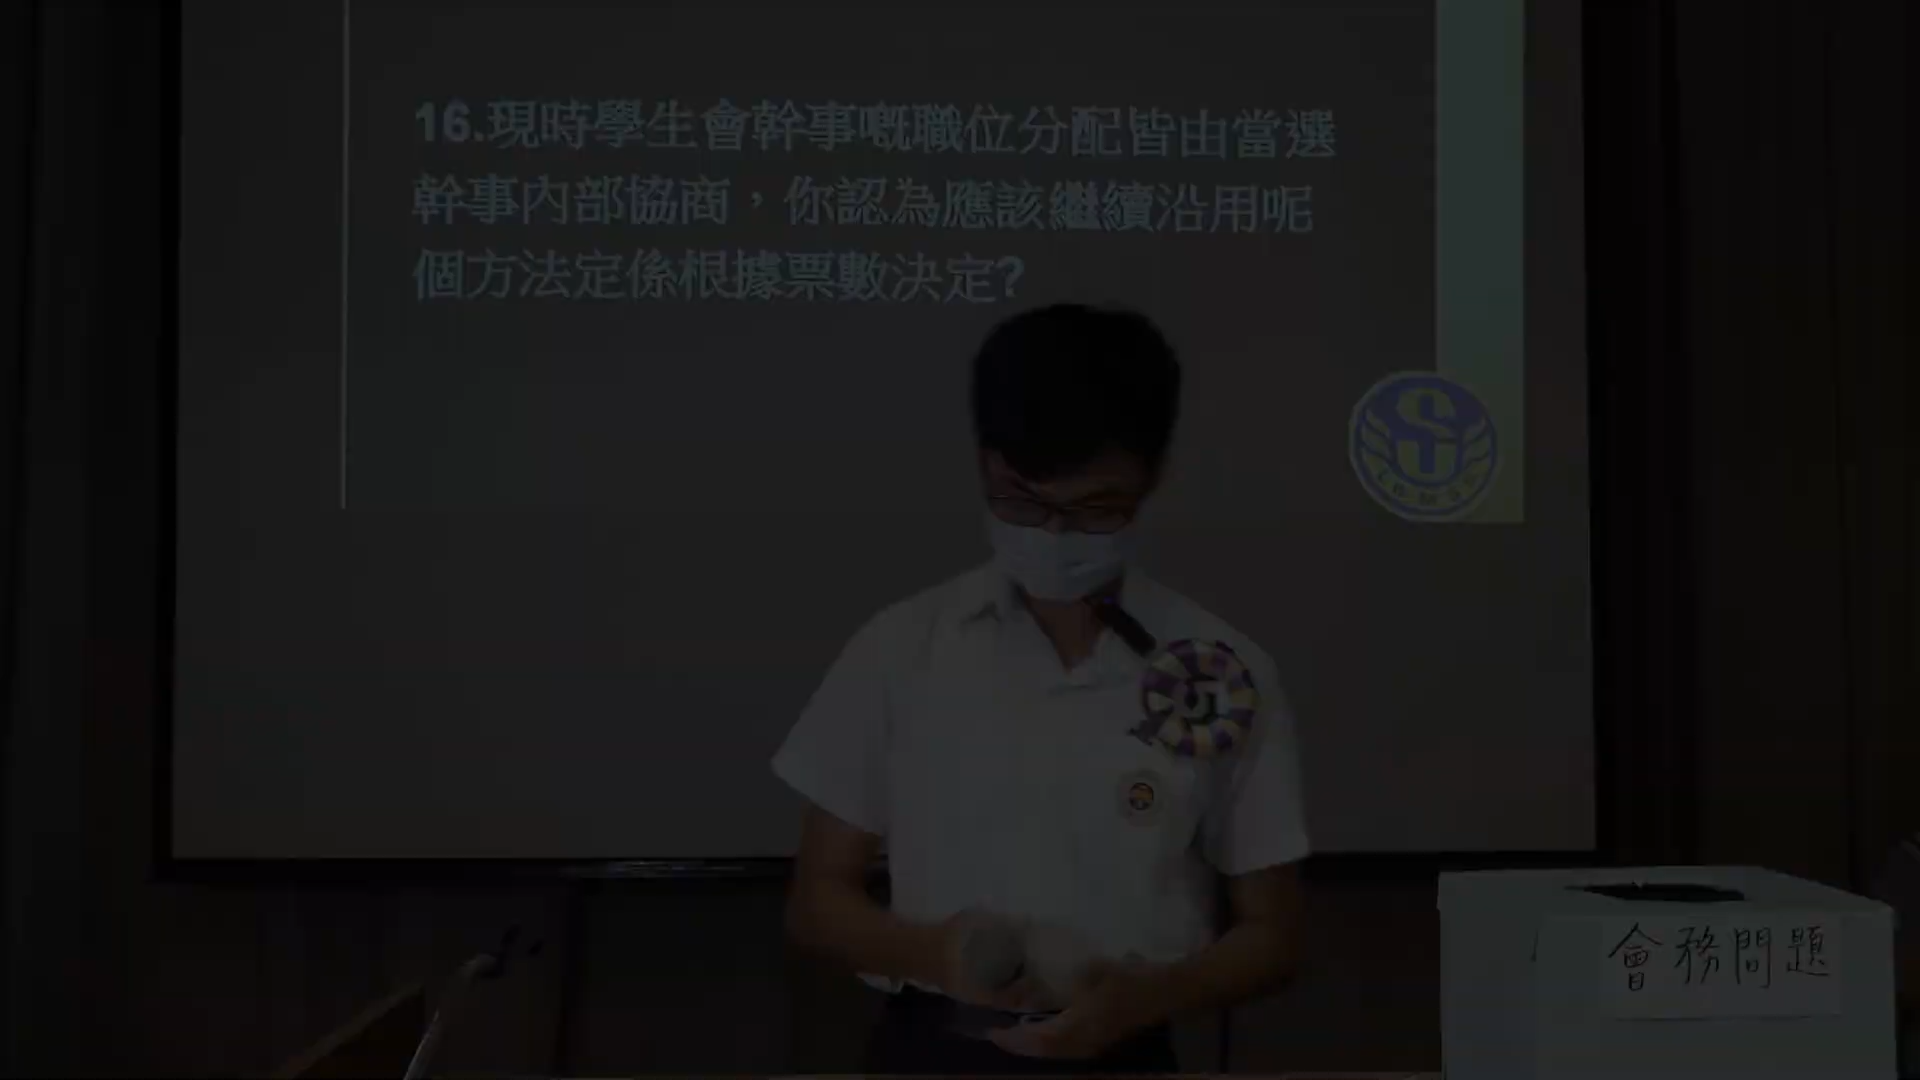 16.現時學生會幹事嘅職位分配皆由當選
幹事內部協商，你認為應該繼續沿用呢
個方法定係根據票數決定?
SU
會務問題